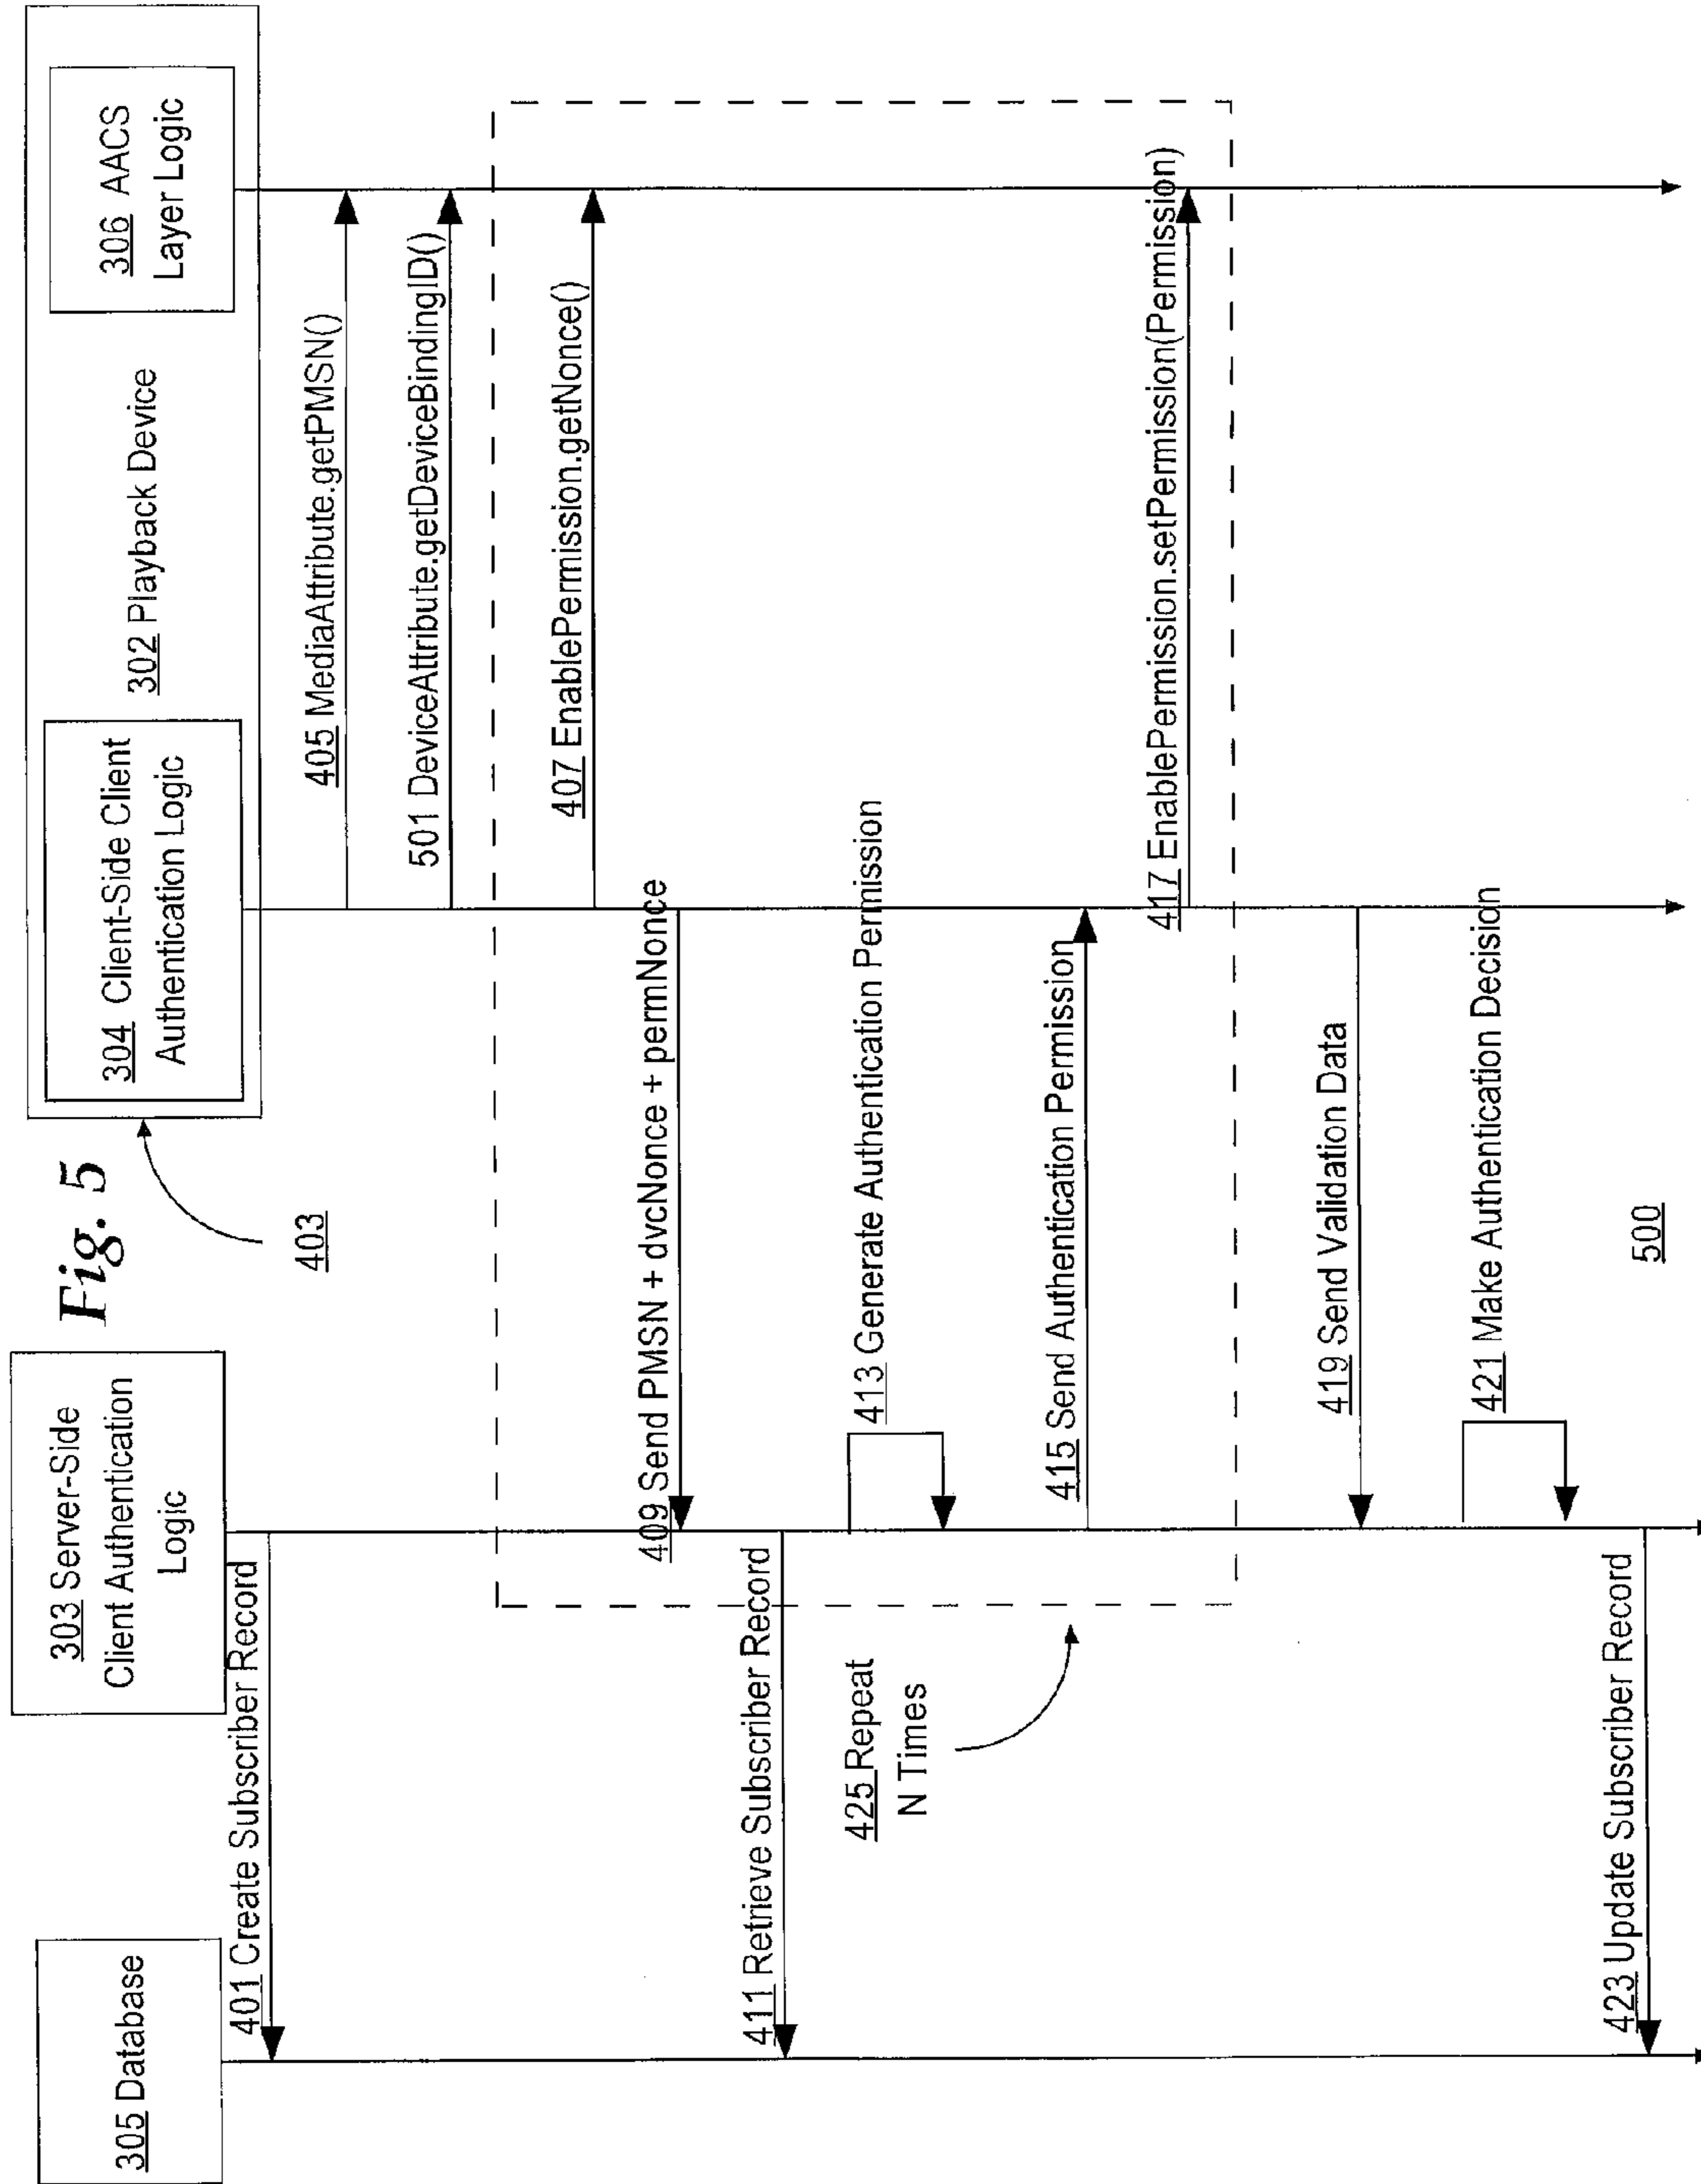 305 Database
303 Server-Side
Client Authentication
Logic
Fig. 5
403
304 Client-Side Client
Authentication Logic
302 Playback Device
306 AACS
Layer Logic
401 Create Subscriber Record
405 MediaAttribute.getPMSN()
501 DeviceAttribute.getDeviceBindingID()
407 EnablePermission.getNonce()
409 Send PMSN + dvcNonce + permNonce
411 Retrieve Subscriber Record
413 Generate Authentication Permission
425 Repeat
N Times
415 Send Authentication Permission
417 EnablePermission.setPermission(Permission)
419 Send Validation Data
421 Make Authentication Decision
423 Update Subscriber Record
500